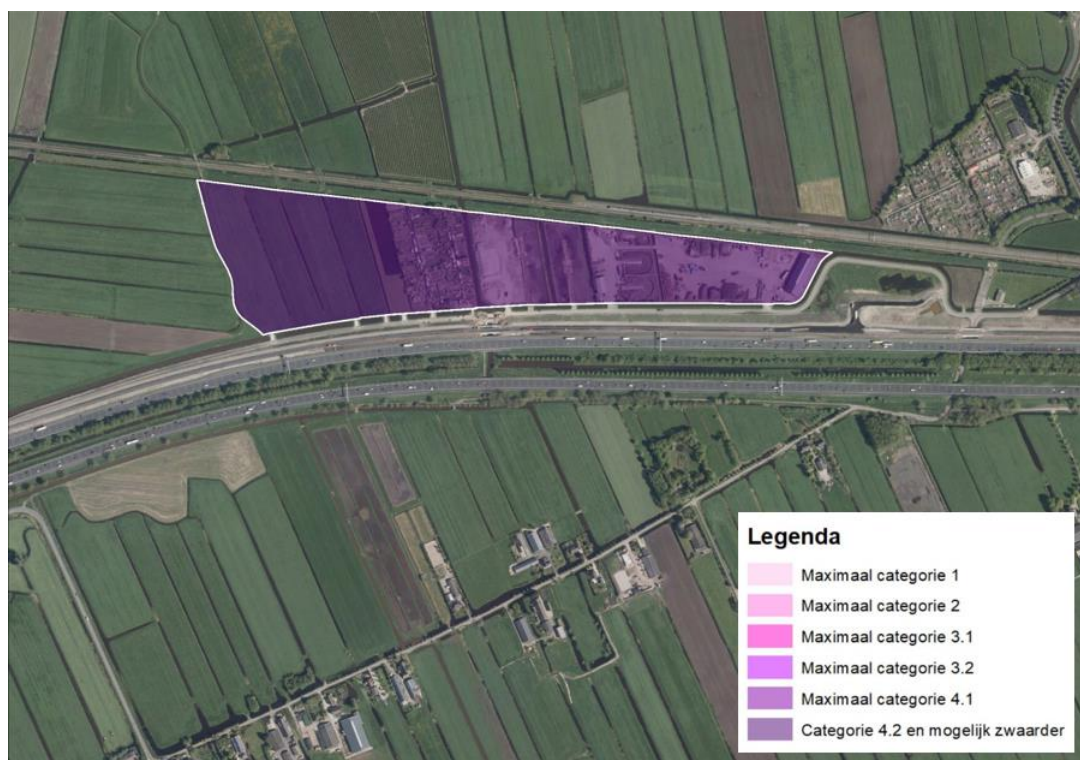 Legenda
Maximaal categorie 1
Maximaal categorie 2
Maximaal categorie 3.1
Maximaal categorie 3.2
Maximaal categorie 4.1
Categorie 4.2 en mogelijk zwaarder